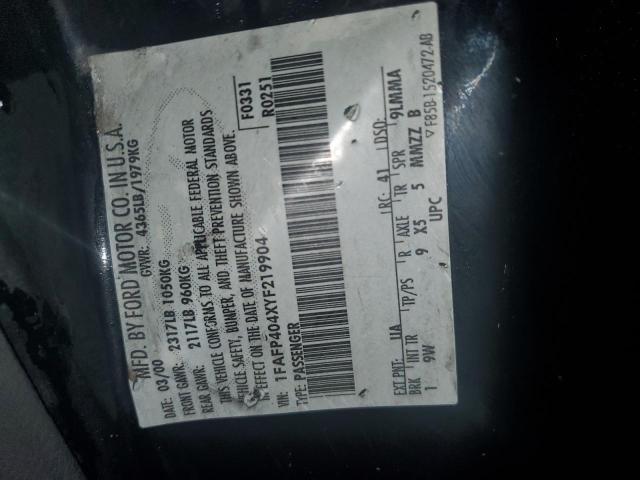 MFD. BY FORD MOTOR CO. IN U.S.A.
DATE: 03/00 GVWR: 4365LB/1979KG
FRONT GAWR: 2317LB 1050KG
REAR GAWR: 2117LB 960KG
THIS VEHICLE CONFORMS TO ALL APPLICABLE FEDERAL MOTOR
VEHICLE SAFETY, BUMPER, AND THEFT PREVENTION STANDARDS
IN EFFECT ON THE DATE OF MANUFACTURE SHOWN ABOVE.
VIN: 1FAFP404XYF219904
TYPE: PASSENGER
F0331
R0251
EXT PNT: UA RC: 41 DSO:
BRK INT TR TP/PS R AXLE TR SPR 9LMMA
1 9W 9 X5 5 MMZZ B
UPC
▽ F85B-1520472-AB